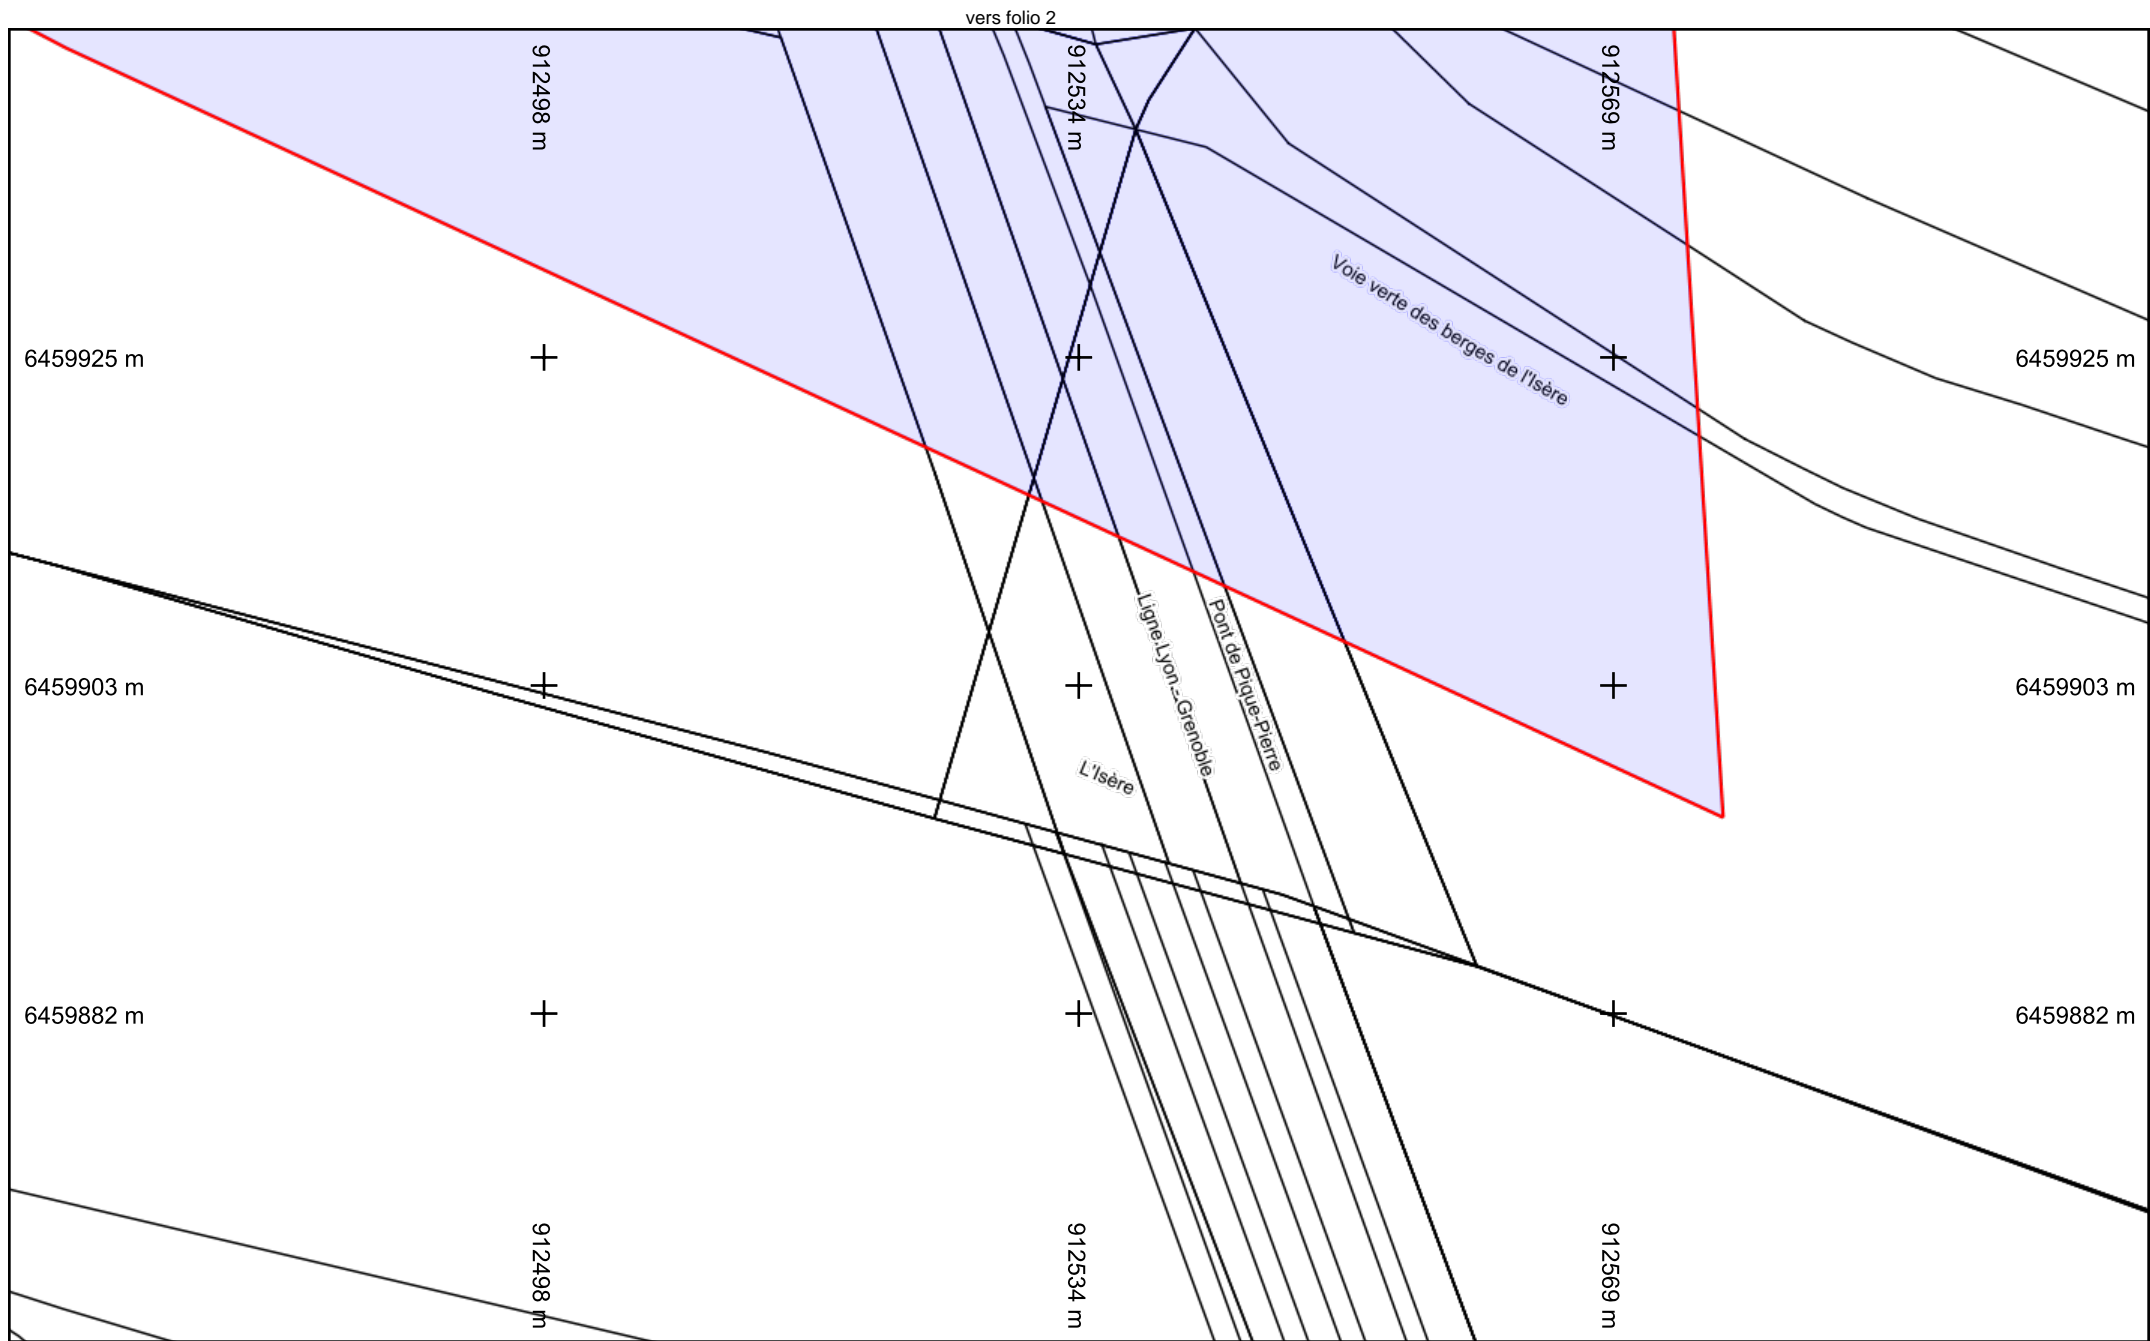 vers folio 2
912498 m
912534 m
912569 m
Voie verte des berges de l'Isère
6459925 m
6459925 m
Ligne Lyon - Grenoble
Pont de Pique-Pierre
6459903 m
6459903 m
L'Isère
6459882 m
6459882 m
912498 m
912534 m
912569 m